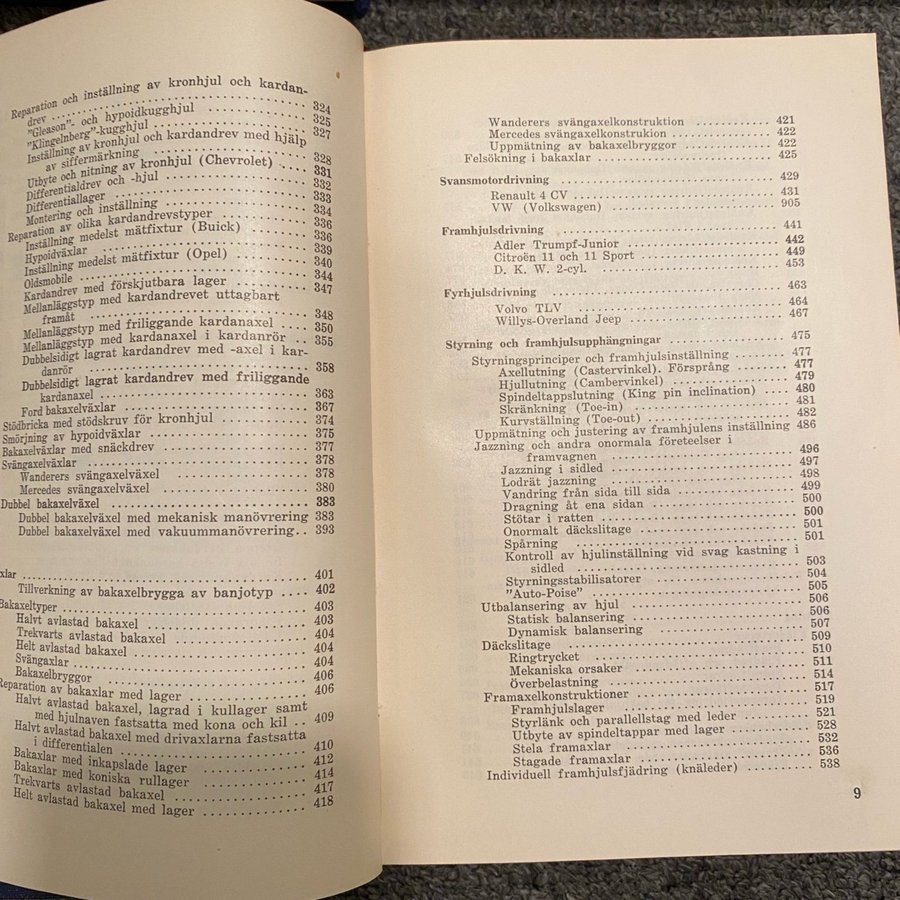 Reparation och inställning av kronhjul och kardan-
drev ........ 324
"Gleason"- och hypoidkugghjul ........ 325
"Klingelnberg"-kugghjul ........ 327
Inställning av kronhjul och kardandrev med hjälp
av siffermärkning ........ 328
Utbyte och nitning av kronhjul (Chevrolet) ........ 331
Differentialdrev och -hjul ........ 332
Differentiallager ........ 333
Montering och inställning ........ 334
Reparation av olika kardandrevstyper ........ 336
Inställning medelst mätfixtur (Buick) ........ 336
Hypoidväxlar ........ 339
Inställning medelst mätfixtur (Opel) ........ 340
Oldsmobile ........ 344
Kardandrev med förskjutbara lager ........ 347
Mellanläggstyp med kardandrevet uttagbart
framåt ........ 348
Mellanläggstyp med friliggande kardanaxel ........ 350
Mellanläggstyp med kardanaxel i kardanrör .. 355
Dubbelsidigt lagrat kardandrev med -axel i kar-
danrör ........ 358
Dubbelsidigt lagrat kardandrev med friliggande
kardanaxel ........ 363
Ford bakaxelväxlar ........ 367
Stödbricka med stödskruv för kronhjul ........ 374
Smörjning av hypoidväxlar ........ 375
Bakaxelväxlar med snäckdrev ........ 377
Svängaxelväxlar ........ 378
Wanderers svängaxelväxel ........ 378
Mercedes svängaxelväxel ........ 380
Dubbel bakaxelväxel ........ 383
Dubbel bakaxelväxel med mekanisk manövrering 383
Dubbel bakaxelväxel med vakuummanövrering.. 393
xlar ........ 401
Tillverkning av bakaxelbrygga av banjotyp .... 402
Bakaxeltyper ........ 403
Halvt avlastad bakaxel ........ 403
Trekvarts avlastad bakaxel ........ 404
Helt avlastad bakaxel ........ 404
Svängaxlar ........ 404
Bakaxelbryggor ........ 406
Reparation av bakaxlar med lager ........ 406
Halvt avlastad bakaxel, lagrad i kullager samt
med hjulnaven fastsatta med kona och kil .. 409
Halvt avlastad bakaxel med drivaxlarna fastsatta
i differentialen ........ 410
Bakaxlar med inkapslade lager ........ 412
Bakaxlar med koniska rullager ........ 414
Trekvarts avlastad bakaxel ........ 417
Helt avlastad bakaxel med lager ........ 418
Wanderers svängaxelkonstruktion ........ 421
Mercedes svängaxelkonstrukion ........ 422
Uppmätning av bakaxelbryggor ........ 422
Felsökning i bakaxlar ........ 425
Svansmotordrivning ........ 429
Renault 4 CV ........ 431
VW (Volkswagen) ........ 905
Framhjulsdrivning ........ 441
Adler Trumpf-Junior ........ 442
Citroën 11 och 11 Sport ........ 449
D. K. W. 2-cyl. ........ 453
Fyrhjulsdrivning ........ 463
Volvo TLV ........ 464
Willys-Overland Jeep ........ 467
Styrning och framhjulsupphängningar ........ 475
Styrningsprinciper och framhjulsinställning ........ 477
Axellutning (Castervinkel). Försprång ........ 477
Hjullutning (Cambervinkel) ........ 479
Spindeltappslutning (King pin inclination) .... 480
Skränkning (Toe-in) ........ 481
Kurvställning (Toe-out) ........ 482
Uppmätning och justering av framhjulens inställning 486
Jazzning och andra onormala företeelser i
framvagnen ........ 496
Jazzning i sidled ........ 497
Lodrät jazzning ........ 498
Vandring från sida till sida ........ 499
Dragning åt ena sidan ........ 500
Stötar i ratten ........ 500
Onormalt däckslitage ........ 501
Spårning ........ 501
Kontroll av hjulinställning vid svag kastning i
sidled ........ 503
Styrningsstabilisatorer ........ 504
"Auto-Poise" ........ 505
Utbalansering av hjul ........ 506
Statisk balansering ........ 506
Dynamisk balansering ........ 507
Däckslitage ........ 509
Ringtrycket ........ 510
Mekaniska orsaker ........ 511
Överbelastning ........ 514
Framaxelkonstruktioner ........ 517
Framhjulslager ........ 519
Styrlänk och parallellstag med leder ........ 521
Utbyte av spindeltappar med lager ........ 528
Stela framaxlar ........ 532
Stagade framaxlar ........ 536
Individuell framhjulsfjädring (knäleder) ........ 538
9